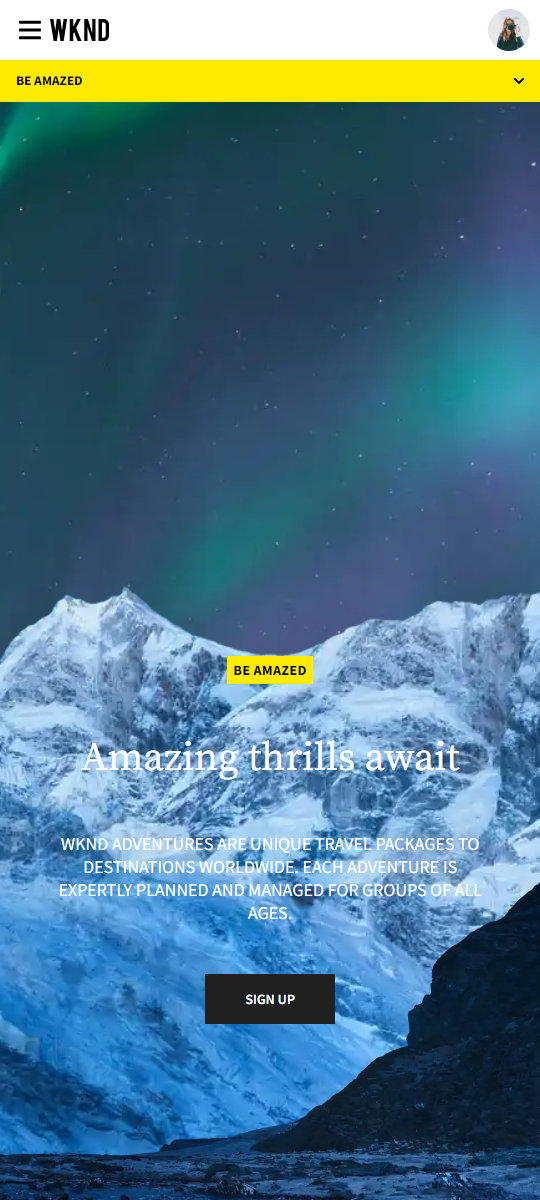 WKND
BE AMAZED
BE AMAZED
Amazing thrills await
WKND ADVENTURES ARE UNIQUE TRAVEL PACKAGES TO
DESTINATIONS WORLDWIDE. EACH ADVENTURE IS
EXPERTLY PLANNED AND MANAGED FOR GROUPS OF ALL
AGES.
SIGN UP